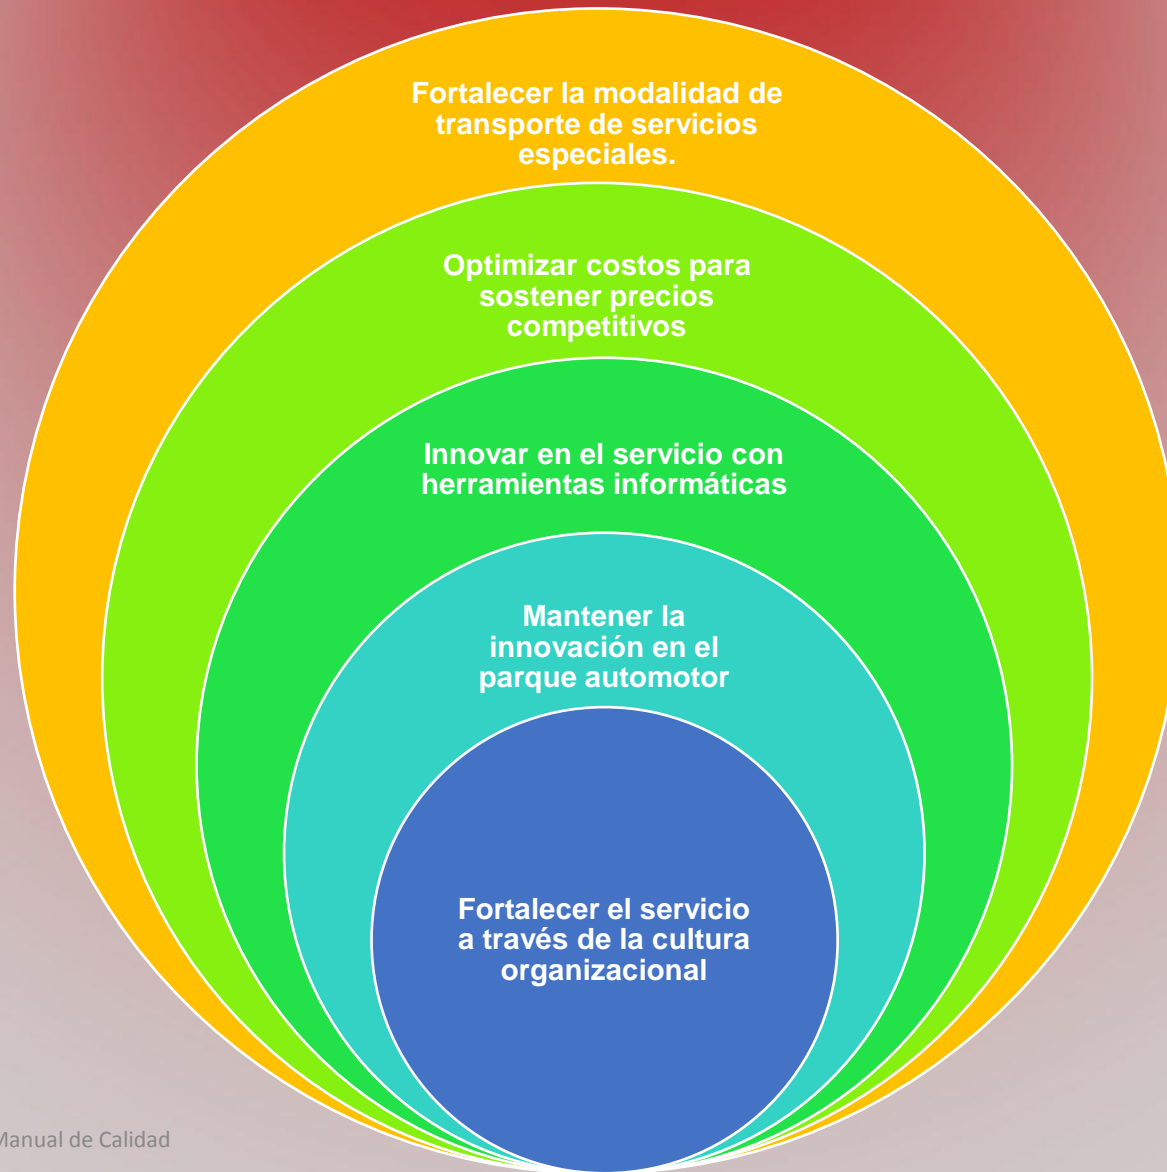 Fortalecer la modalidad de
transporte de servicios
especiales.
Optimizar costos para
sostener precios
competitivos
Innovar en el servicio con
herramientas informáticas
Mantener la
innovación en el
parque automotor
Fortalecer el servicio
a través de la cultura
organizacional
Manual de Calidad